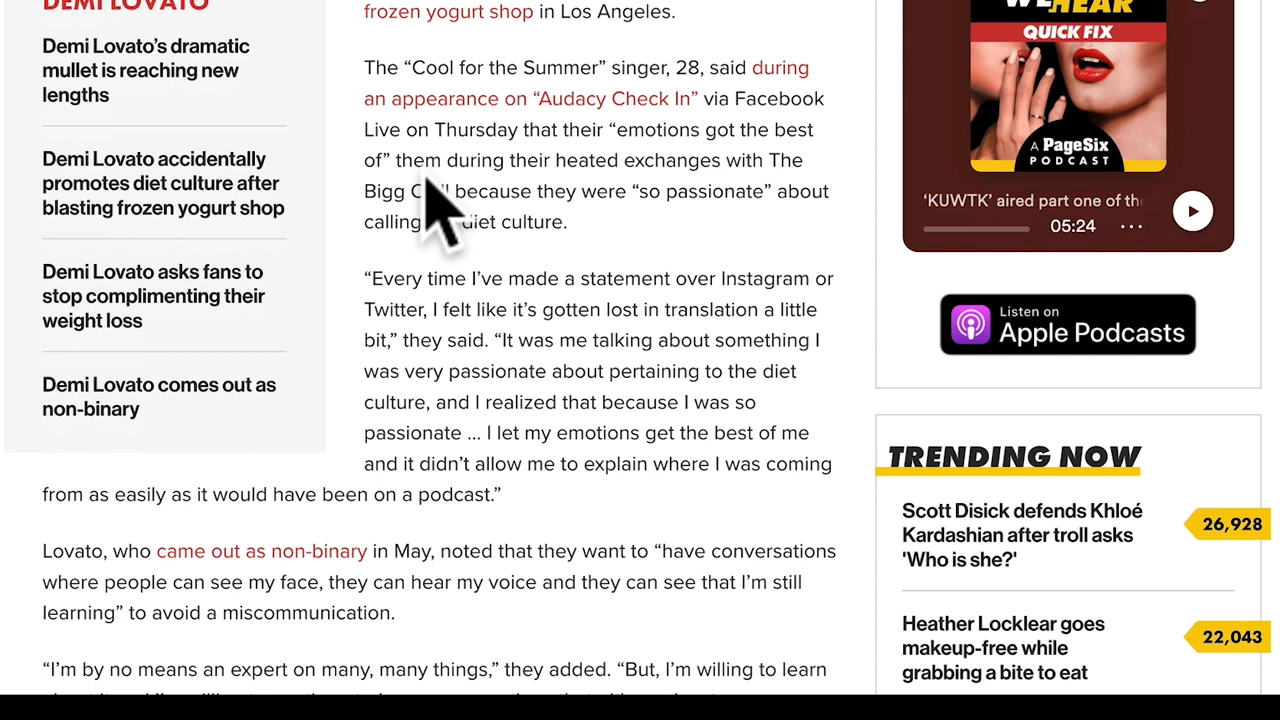 DEMI LOVATO
Demi Lovato’s dramatic
mullet is reaching new
lengths
Demi Lovato accidentally
promotes diet culture after
blasting frozen yogurt shop
Demi Lovato asks fans to
stop complimenting their
weight loss
Demi Lovato comes out as
non-binary
frozen yogurt shop in Los Angeles.
The “Cool for the Summer” singer, 28, said during
an appearance on “Audacy Check In” via Facebook
Live on Thursday that their “emotions got the best
of” them during their heated exchanges with The
Bigg because they were “so passionate” about
calling diet culture.
“Every time I’ve made a statement over Instagram or
Twitter, I felt like it’s gotten lost in translation a little
bit,” they said. “It was me talking about something I
was very passionate about pertaining to the diet
culture, and I realized that because I was so
passionate ... I let my emotions get the best of me
and it didn’t allow me to explain where I was coming
from as easily as it would have been on a podcast.”
Lovato, who came out as non-binary in May, noted that they want to “have conversations
where people can see my face, they can hear my voice and they can see that I’m still
learning” to avoid a miscommunication.
“I’m by no means an expert on many, many things,” they added. “But, I’m willing to learn
WE HEAR
QUICK FIX
A PageSix
PODCAST
‘KUWTK’ aired part one of th
05:24
Listen on
Apple Podcasts
TRENDING NOW
Scott Disick defends Khloé
Kardashian after troll asks
'Who is she?'
26,928
Heather Locklear goes
makeup-free while
grabbing a bite to eat
22,043